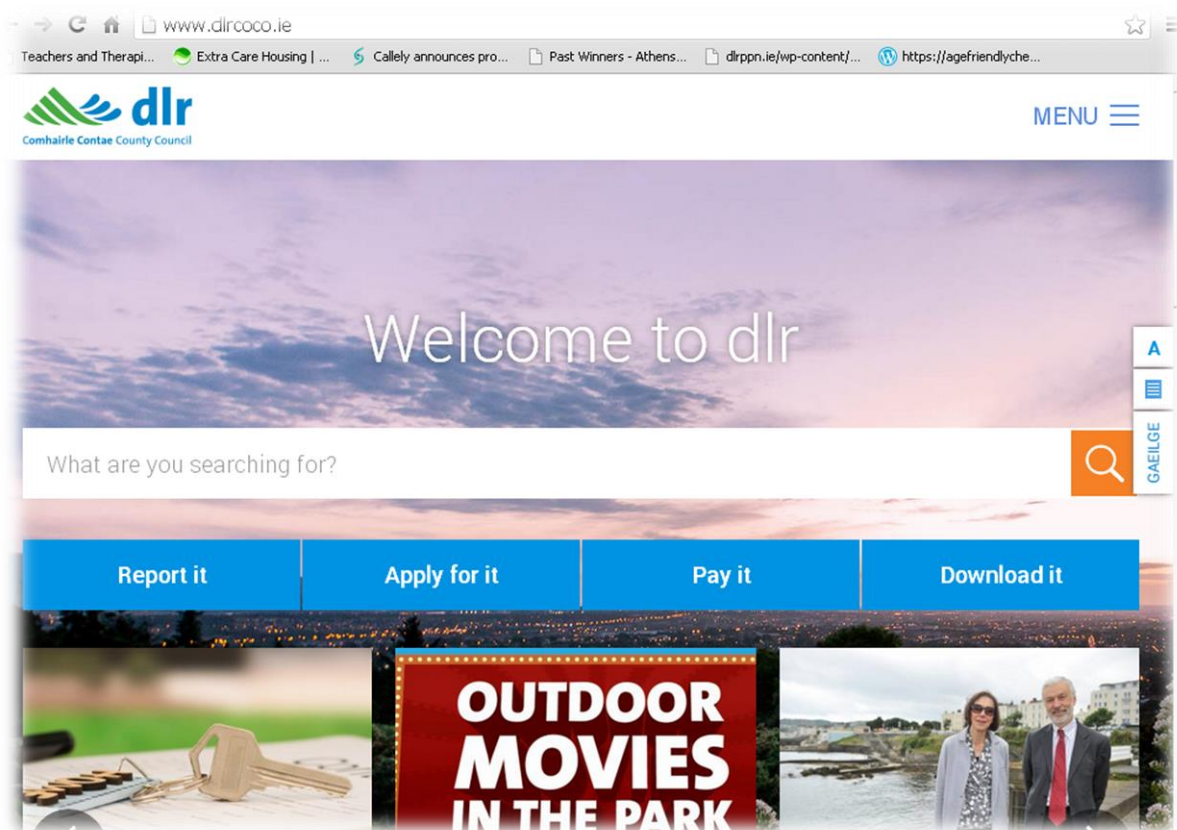 www.dlrcoco.ie
Teachers and Therapi... Extra Care Housing | ... Callely announces pro... Past Winners - Athens... dlrppn.ie/wp-content/... https://agefriendlyche...
dlr
Comhairle Contae County Council
MENU
Welcome to dlr
A
What are you searching for?
GAEILGE
Report it Apply for it Pay it Download it
OUTDOOR
MOVIES
IN THE PARK